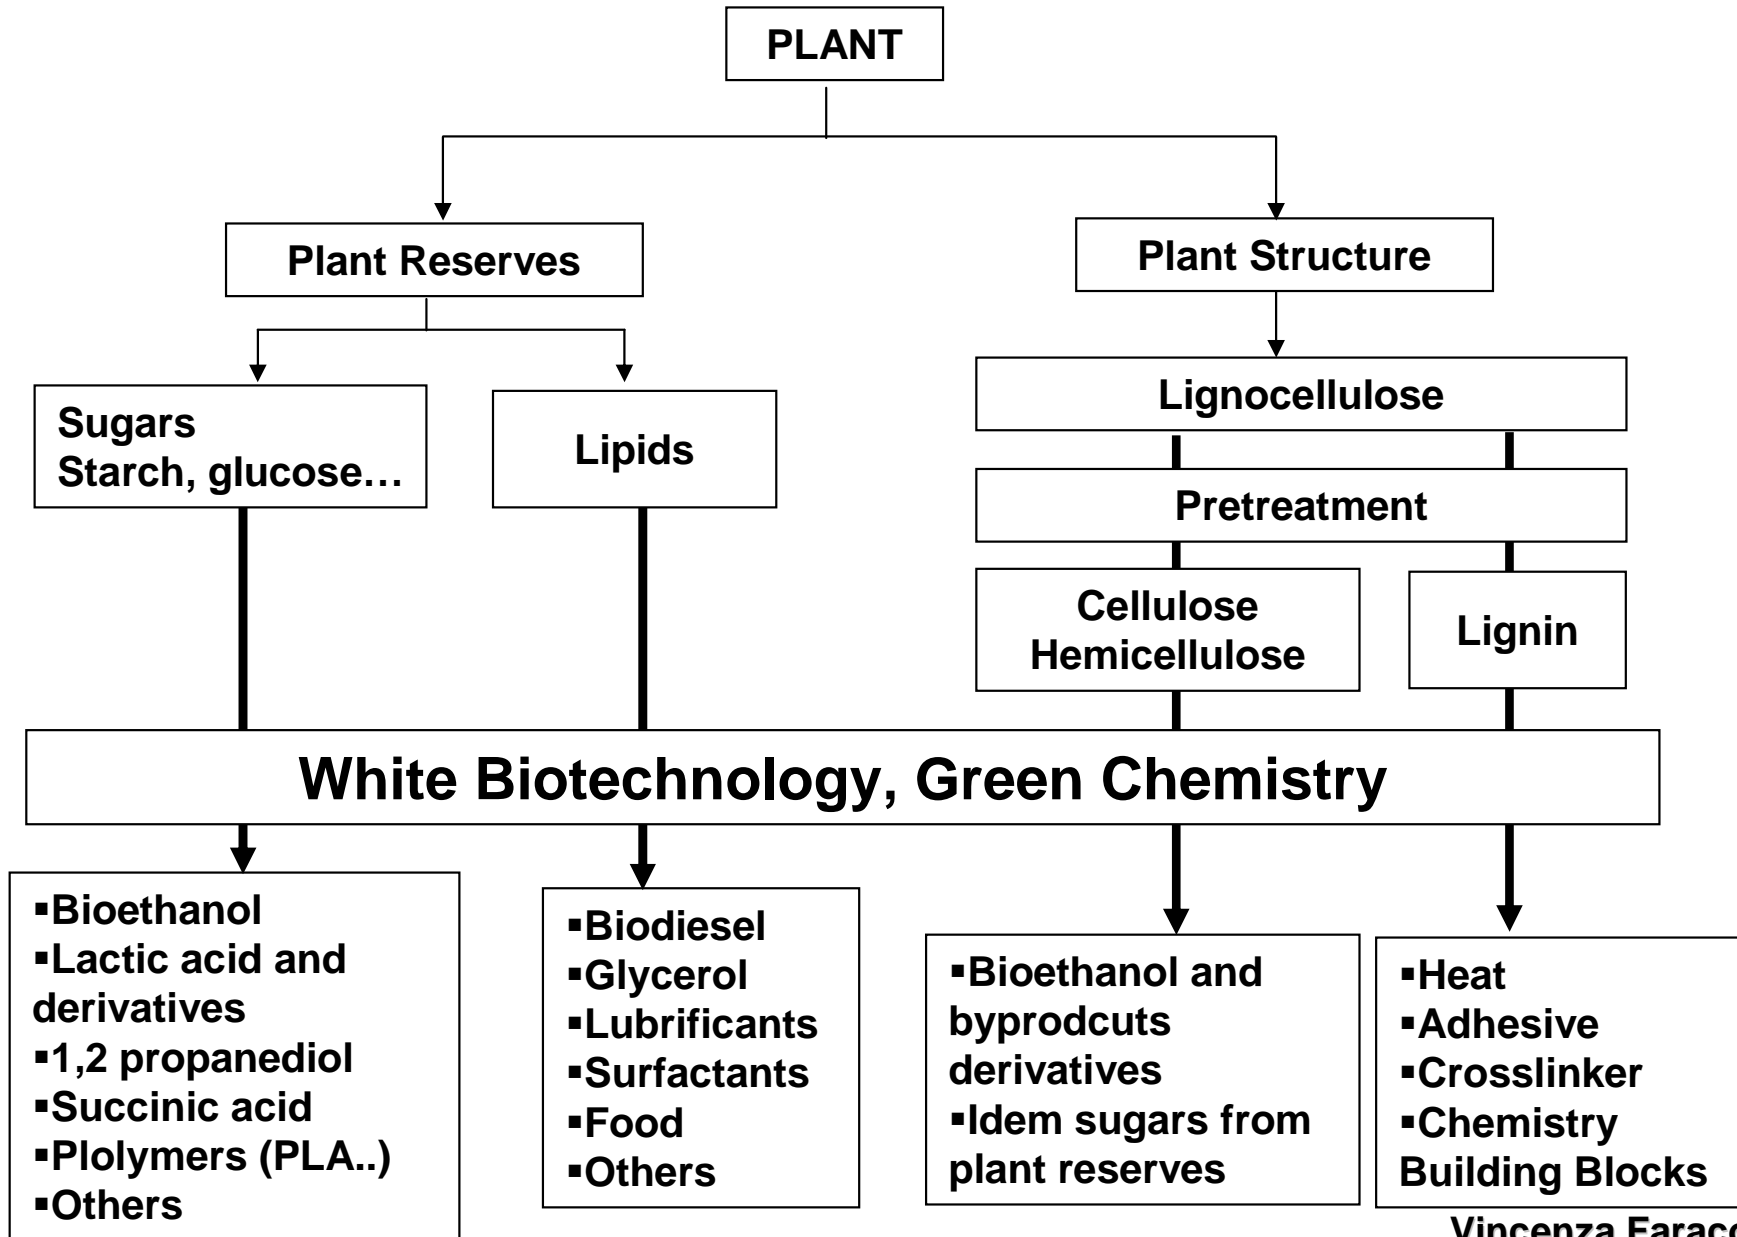 PLANT
Plant Reserves
Plant Structure
Sugars
Starch, glucose…
Lipids
Lignocellulose
Pretreatment
Cellulose
Hemicellulose
Lignin
White Biotechnology, Green Chemistry
▪Bioethanol
▪Lactic acid and
derivatives
▪1,2 propanediol
▪Succinic acid
▪Plolymers (PLA..)
▪Others
▪Biodiesel
▪Glycerol
▪Lubrificants
▪Surfactants
▪Food
▪Others
▪Bioethanol and
byprodcuts
derivatives
▪Idem sugars from
plant reserves
▪Heat
▪Adhesive
▪Crosslinker
▪Chemistry
Building Blocks
Vincenza Faraco